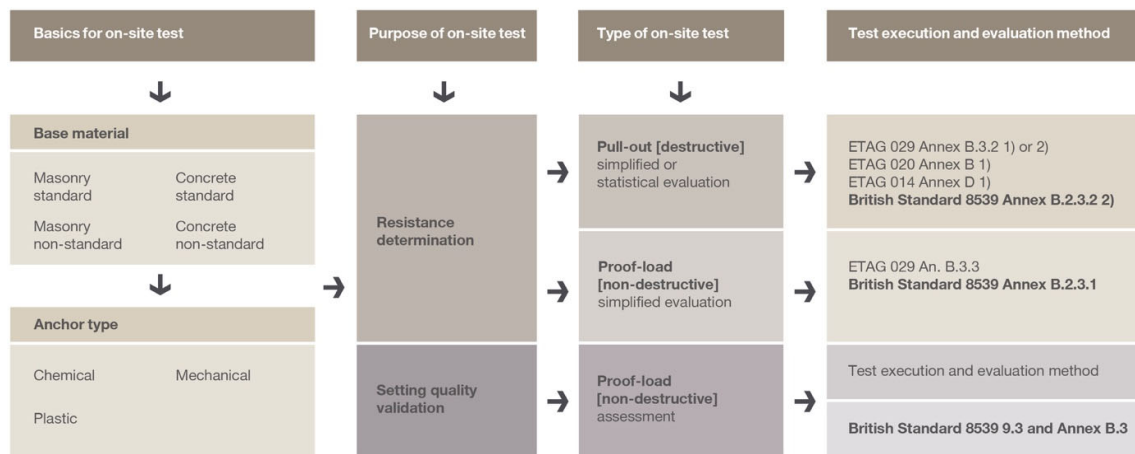 Basics for on-site test
Purpose of on-site test
Type of on-site test
Test execution and evaluation method
Base material
Masonry
standard
Concrete
standard
Masonry
non-standard
Concrete
non-standard
Anchor type
Chemical
Mechanical
Plastic
Resistance
determination
Setting quality
validation
Pull-out [destructive]
simplified or
statistical evaluation
Proof-load
[non-destructive]
simplified evaluation
Proof-load
[non-destructive]
assessment
ETAG 029 Annex B.3.2 1) or 2)
ETAG 020 Annex B 1)
ETAG 014 Annex D 1)
British Standard 8539 Annex B.2.3.2 2)
ETAG 029 An. B.3.3
British Standard 8539 Annex B.2.3.1
Test execution and evaluation method
British Standard 8539 9.3 and Annex B.3